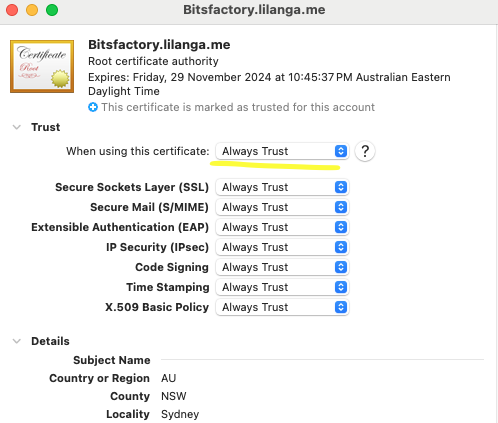 Bitsfactory.lilanga.me
Certificate
Root
Bitsfactory.lilanga.me
Root certificate authority
Expires: Friday, 29 November 2024 at 10:45:37 PM Australian Eastern
Daylight Time
This certificate is marked as trusted for this account
Trust
When using this certificate: Always Trust ?
Secure Sockets Layer (SSL) Always Trust
Secure Mail (S/MIME) Always Trust
Extensible Authentication (EAP) Always Trust
IP Security (IPsec) Always Trust
Code Signing Always Trust
Time Stamping Always Trust
X.509 Basic Policy Always Trust
Details
Subject Name
Country or Region AU
County NSW
Locality Sydney